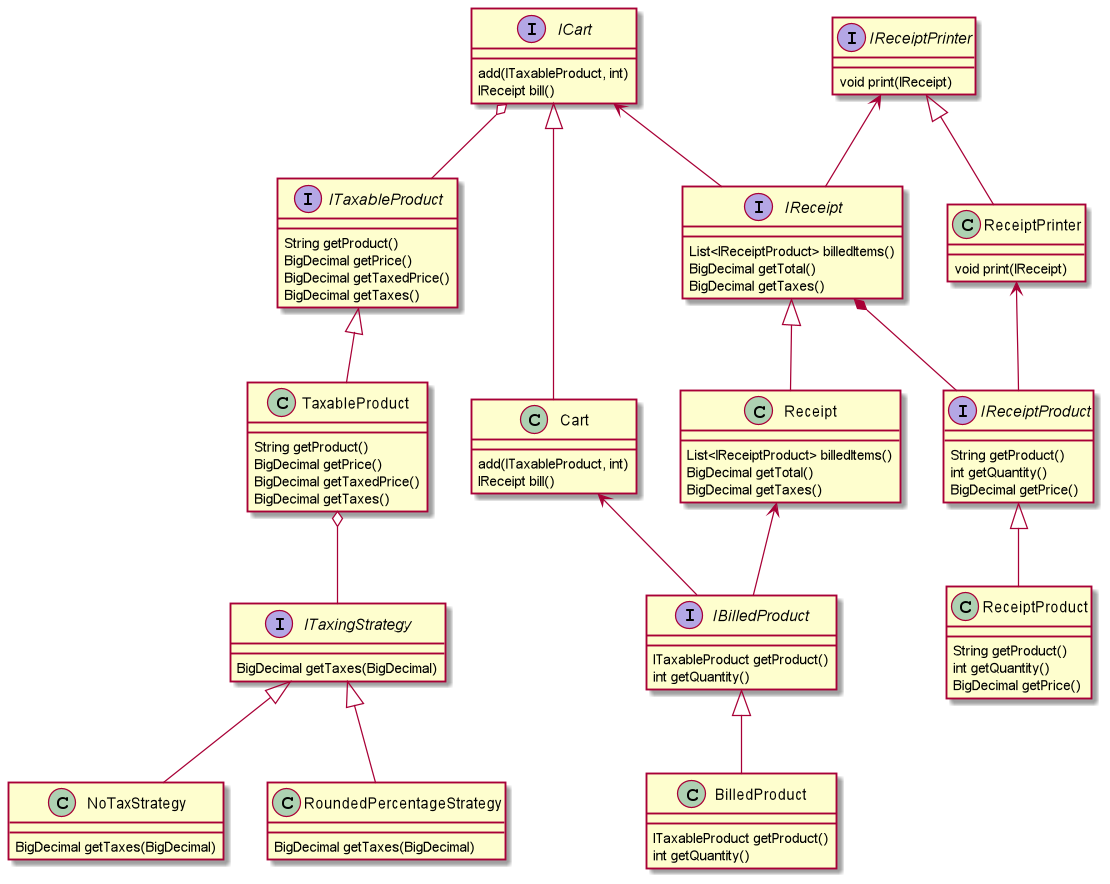 I ICart
add(ITaxableProduct, int)
IReceipt bill()
I IReceiptPrinter
void print(IReceipt)
I ITaxableProduct
String getProduct()
BigDecimal getPrice()
BigDecimal getTaxedPrice()
BigDecimal getTaxes()
I IReceipt
List<IReceiptProduct> billedItems()
BigDecimal getTotal()
BigDecimal getTaxes()
C ReceiptPrinter
void print(IReceipt)
C TaxableProduct
String getProduct()
BigDecimal getPrice()
BigDecimal getTaxedPrice()
BigDecimal getTaxes()
C Cart
add(ITaxableProduct, int)
IReceipt bill()
C Receipt
List<IReceiptProduct> billedItems()
BigDecimal getTotal()
BigDecimal getTaxes()
I IReceiptProduct
String getProduct()
int getQuantity()
BigDecimal getPrice()
I ITaxingStrategy
BigDecimal getTaxes(BigDecimal)
I IBilledProduct
ITaxableProduct getProduct()
int getQuantity()
C ReceiptProduct
String getProduct()
int getQuantity()
BigDecimal getPrice()
C NoTaxStrategy
BigDecimal getTaxes(BigDecimal)
C RoundedPercentageStrategy
BigDecimal getTaxes(BigDecimal)
C BilledProduct
ITaxableProduct getProduct()
int getQuantity()